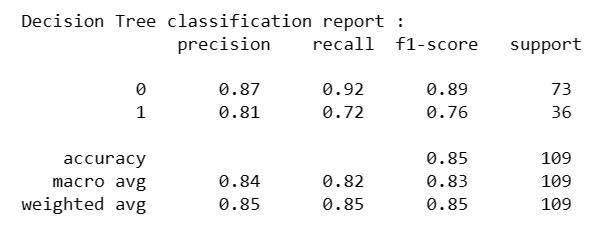 Decision Tree classification report :
precision recall f1-score support
0 0.87 0.92 0.89 73
1 0.81 0.72 0.76 36
accuracy 0.85 109
macro avg 0.84 0.82 0.83 109
weighted avg 0.85 0.85 0.85 109